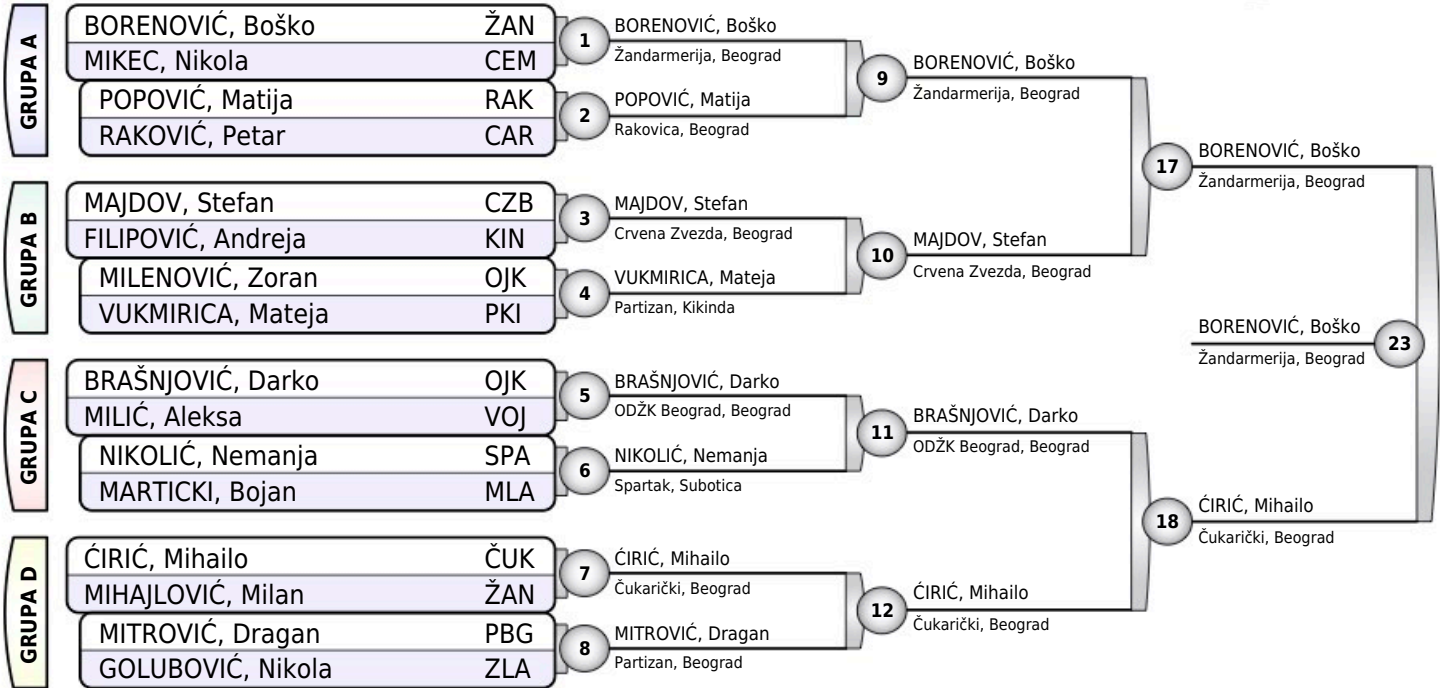 GRUPA A
BORENOVIĆ, Boško ŽAN
MIKEC, Nikola CEM
POPOVIĆ, Matija RAK
RAKOVIĆ, Petar CAR
GRUPA B
MAJDOV, Stefan CZB
FILIPOVIĆ, Andreja KIN
MILENOVIĆ, Zoran OJK
VUKMIRICA, Mateja PKI
GRUPA C
BRAŠNJOVIĆ, Darko OJK
MILIĆ, Aleksa VOJ
NIKOLIĆ, Nemanja SPA
MARTICKI, Bojan MLA
GRUPA D
ĆIRIĆ, Mihailo ČUK
MIHAJLOVIĆ, Milan ŽAN
MITROVIĆ, Dragan PBG
GOLUBOVIĆ, Nikola ZLA
1
BORENOVIĆ, Boško
Žandarmerija, Beograd
2
POPOVIĆ, Matija
Rakovica, Beograd
3
MAJDOV, Stefan
Crvena Zvezda, Beograd
4
VUKMIRICA, Mateja
Partizan, Kikinda
5
BRAŠNJOVIĆ, Darko
ODŽK Beograd, Beograd
6
NIKOLIĆ, Nemanja
Spartak, Subotica
7
ĆIRIĆ, Mihailo
Čukarički, Beograd
8
MITROVIĆ, Dragan
Partizan, Beograd
9
BORENOVIĆ, Boško
Žandarmerija, Beograd
10
MAJDOV, Stefan
Crvena Zvezda, Beograd
11
BRAŠNJOVIĆ, Darko
ODŽK Beograd, Beograd
12
ĆIRIĆ, Mihailo
Čukarički, Beograd
17
BORENOVIĆ, Boško
Žandarmerija, Beograd
18
ĆIRIĆ, Mihailo
Čukarički, Beograd
BORENOVIĆ, Boško
Žandarmerija, Beograd
23